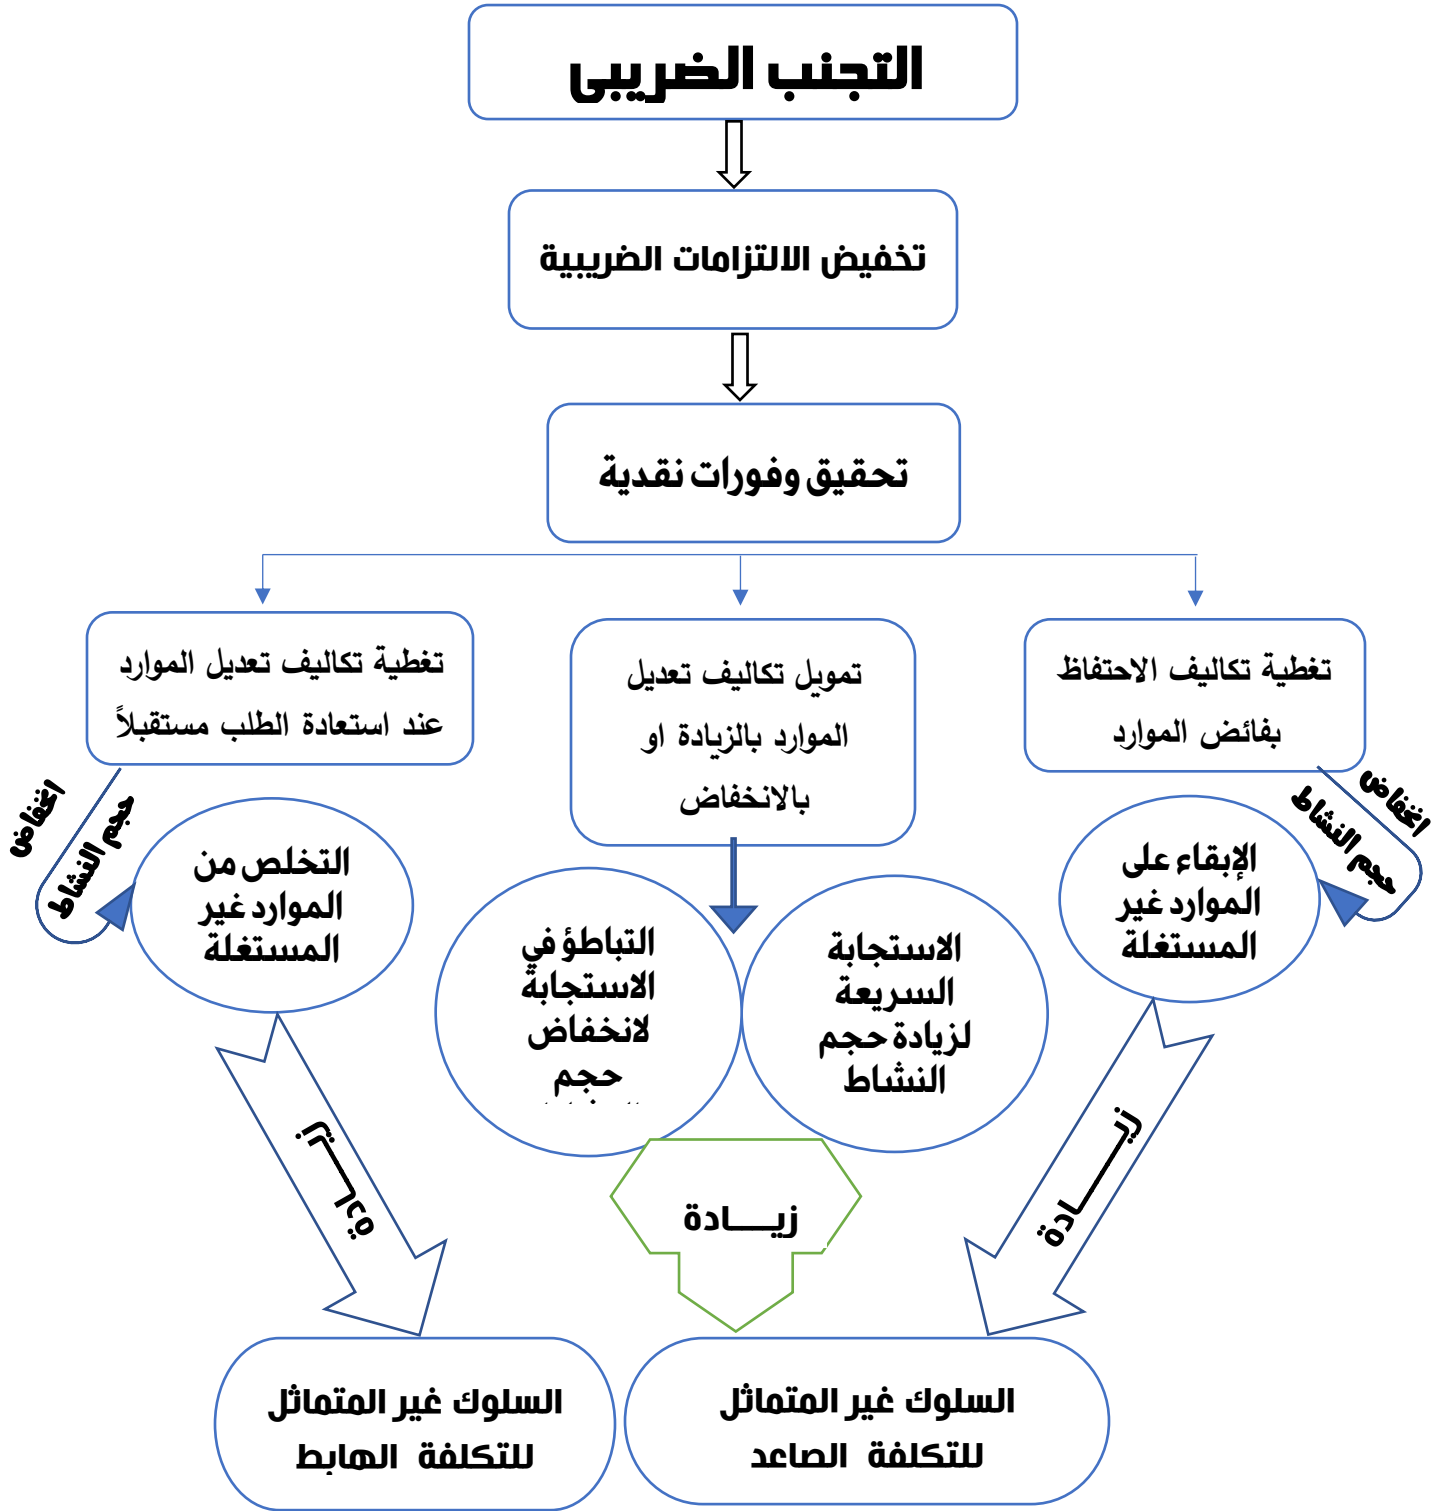 التجنب الضريبى
تخفيض الالتزامات الضريبية
تحقيق وفورات نقدية
تغطية تكاليف الاحتفاظ
بفائض الموارد
تمويل تكاليف تعديل
الموارد بالزيادة او
بالانخفاض
تغطية تكاليف تعديل الموارد
عند استعادة الطلب مستقبلاً
انخفاض
حجم النشاط
الإبقاء على
الموارد غير
المستغلة
الاستجابة
السريعة
لزيادة حجم
النشاط
التباطؤ في
الاستجابة
لانخفاض
حجم
انخفاض
حجم النشاط
التخلص من
الموارد غير
المستغلة
زيـــــادة
زيـــــادة
زيـــــادة
السلوك غير المتماثل
للتكلفة الصاعد
السلوك غير المتماثل
للتكلفة الهابط